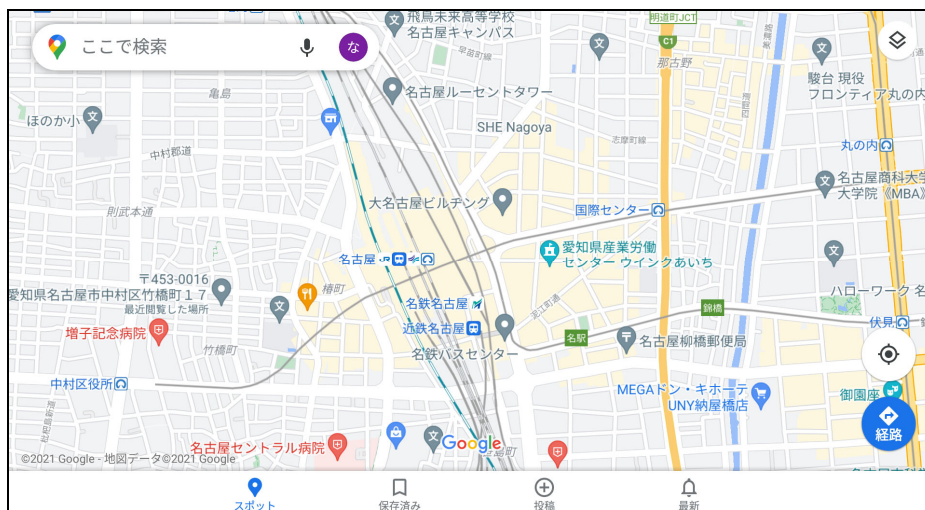 飛鳥未来高等学校
名古屋キャンパス
明道町JCT
C1
ここで検索
な
早苗町線
那古野
駿台 現役
フロンティア丸の内
亀島
名古屋ルーセントタワー
ほのか小
SHE Nagoya
志摩町線
丸の内
中村郡道
名古屋商科大学
大学院《MBA》
大名古屋ビルヂング
国際センター
則武本通
愛知県産業労働
センター ウインクあいち
名古屋
〒453-0016
愛知県名古屋市中村区竹橋町17
最近閲覧した場所
椿町
名鉄名古屋
ハローワーク 名
錦橋
伏見
増子記念病院
近鉄名古屋
名駅
名古屋柳橋郵便局
竹橋町
名鉄バスセンター
中村区役所
MEGAドン・キホーテ
UNY納屋橋店
御園座
経路
名古屋セントラル病院
Google
©2021 Google - 地図データ©2021 Google
スポット
保存済み
投稿
最新